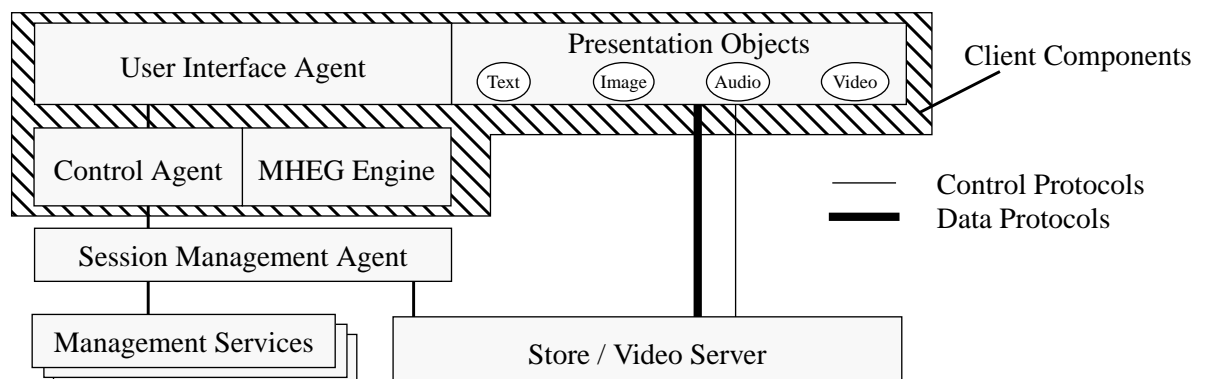 Presentation Objects
User Interface Agent
Client Components
Text
Image
Audio
Video
Control Agent
MHEG Engine
Control Protocols
Data Protocols
Session Management Agent
Management Services
Store / Video Server